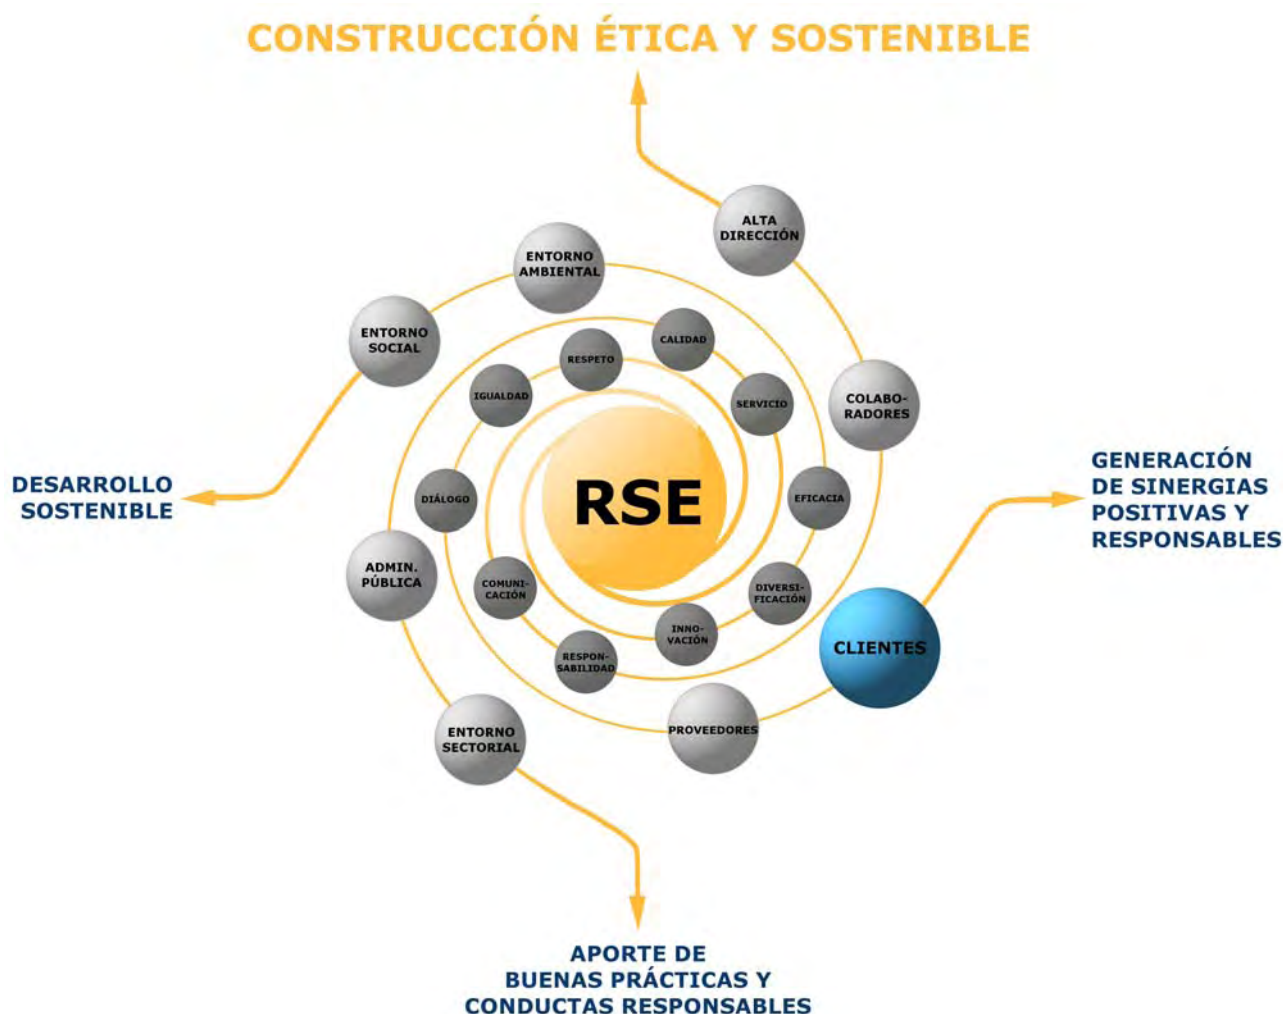 CONSTRUCCIÓN ÉTICA Y SOSTENIBLE
ALTA
DIRECCIÓN
ENTORNO
AMBIENTAL
ENTORNO
SOCIAL
CALIDAD
RESPETO
IGUALDAD
SERVICIO
COLABO-
RADORES
DESARROLLO
SOSTENIBLE
DIÁLOGO
RSE
EFICACIA
GENERACIÓN
DE SINERGIAS
POSITIVAS Y
RESPONSABLES
ADMIN.
PÚBLICA
COMUNI-
CACIÓN
DIVERSI-
FICACIÓN
INNO-
VACIÓN
RESPON-
SABILIDAD
CLIENTES
PROVEEDORES
ENTORNO
SECTORIAL
APORTE DE
BUENAS PRÁCTICAS Y
CONDUCTAS RESPONSABLES